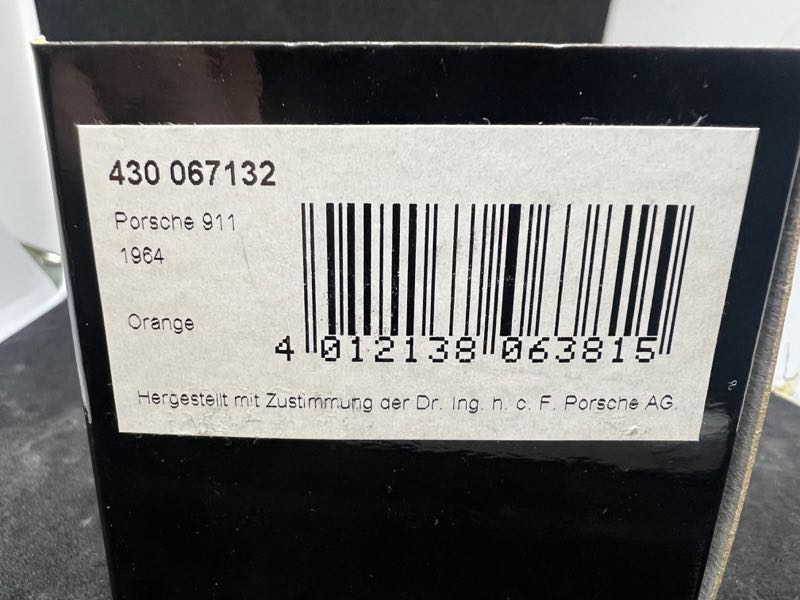 430 067132
Porsche 911
1964
Orange
4 012138 063815
Hergestellt mit Zustimmung der Dr. Ing. h. c. F. Porsche AG.